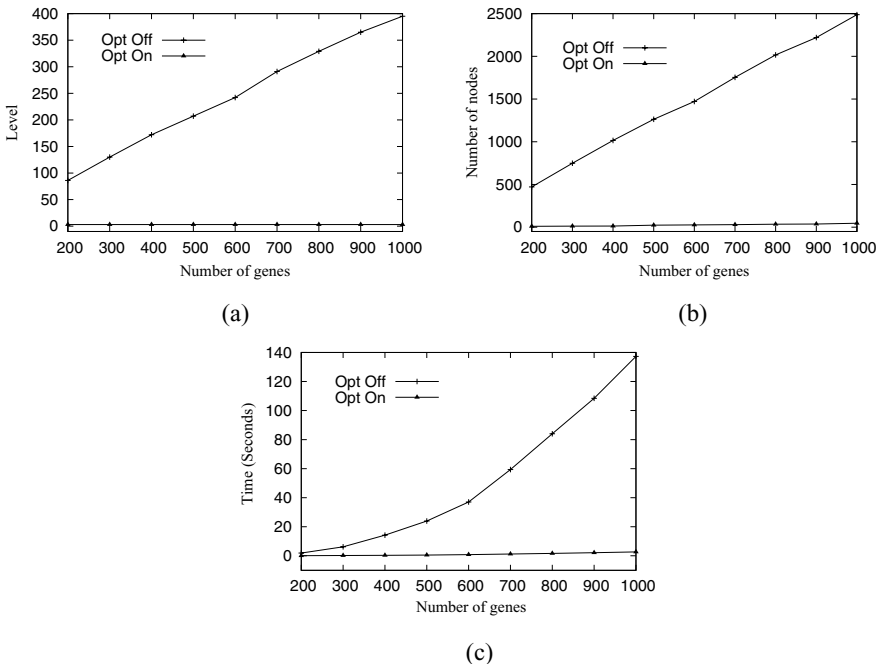 400
350
300
250
200
150
100
50
0
Level
Opt Off
Opt On
200 300 400 500 600 700 800 900 1000
Number of genes
(a)
2500
2000
1500
1000
500
0
Number of nodes
Opt Off
Opt On
200 300 400 500 600 700 800 900 1000
Number of genes
(b)
140
120
100
80
60
40
20
0
Time (Seconds)
Opt Off
Opt On
200 300 400 500 600 700 800 900 1000
Number of genes
(c)